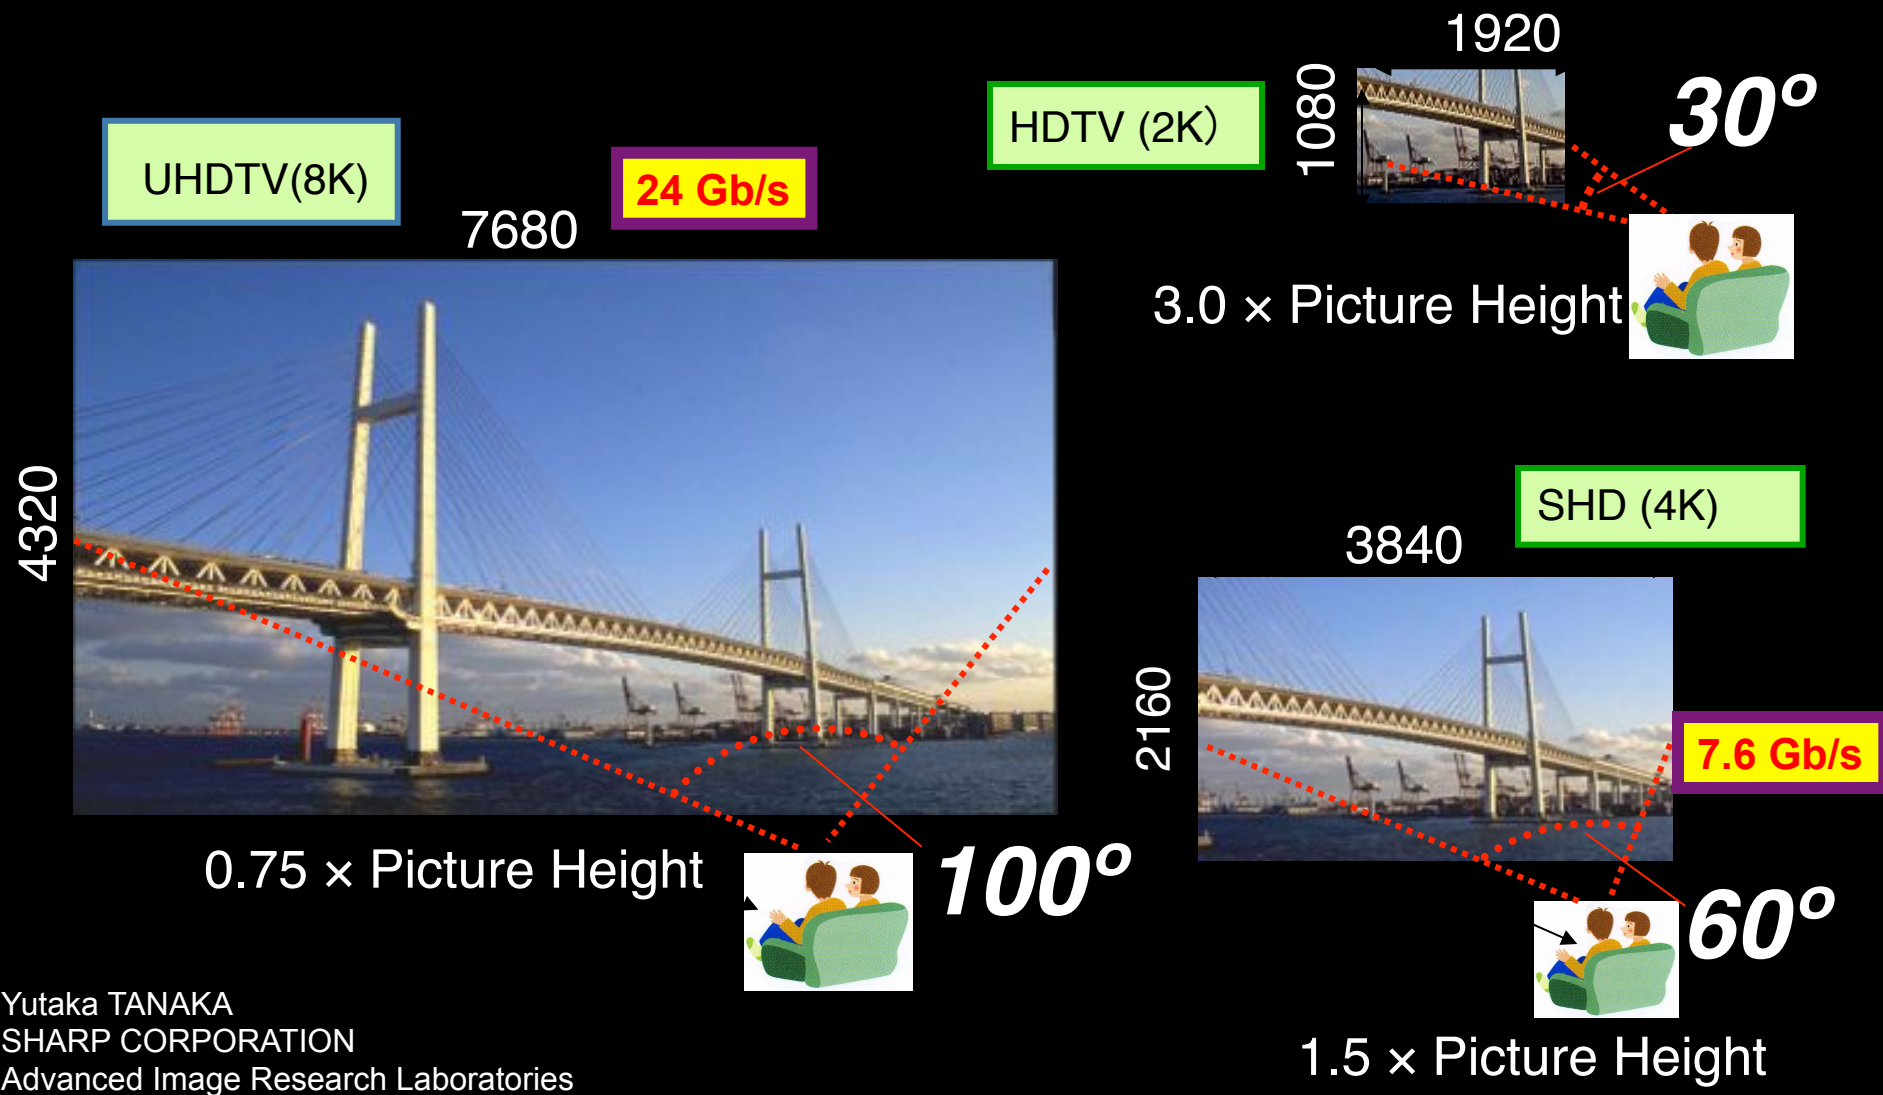 UHDTV(8K)
24 Gb/s
7680
4320
0.75 × Picture Height
100º
HDTV (2K）
1920
1080
30º
3.0 × Picture Height
SHD (4K)
3840
2160
7.6 Gb/s
60º
1.5 × Picture Height
Yutaka TANAKA
SHARP CORPORATION
Advanced Image Research Laboratories